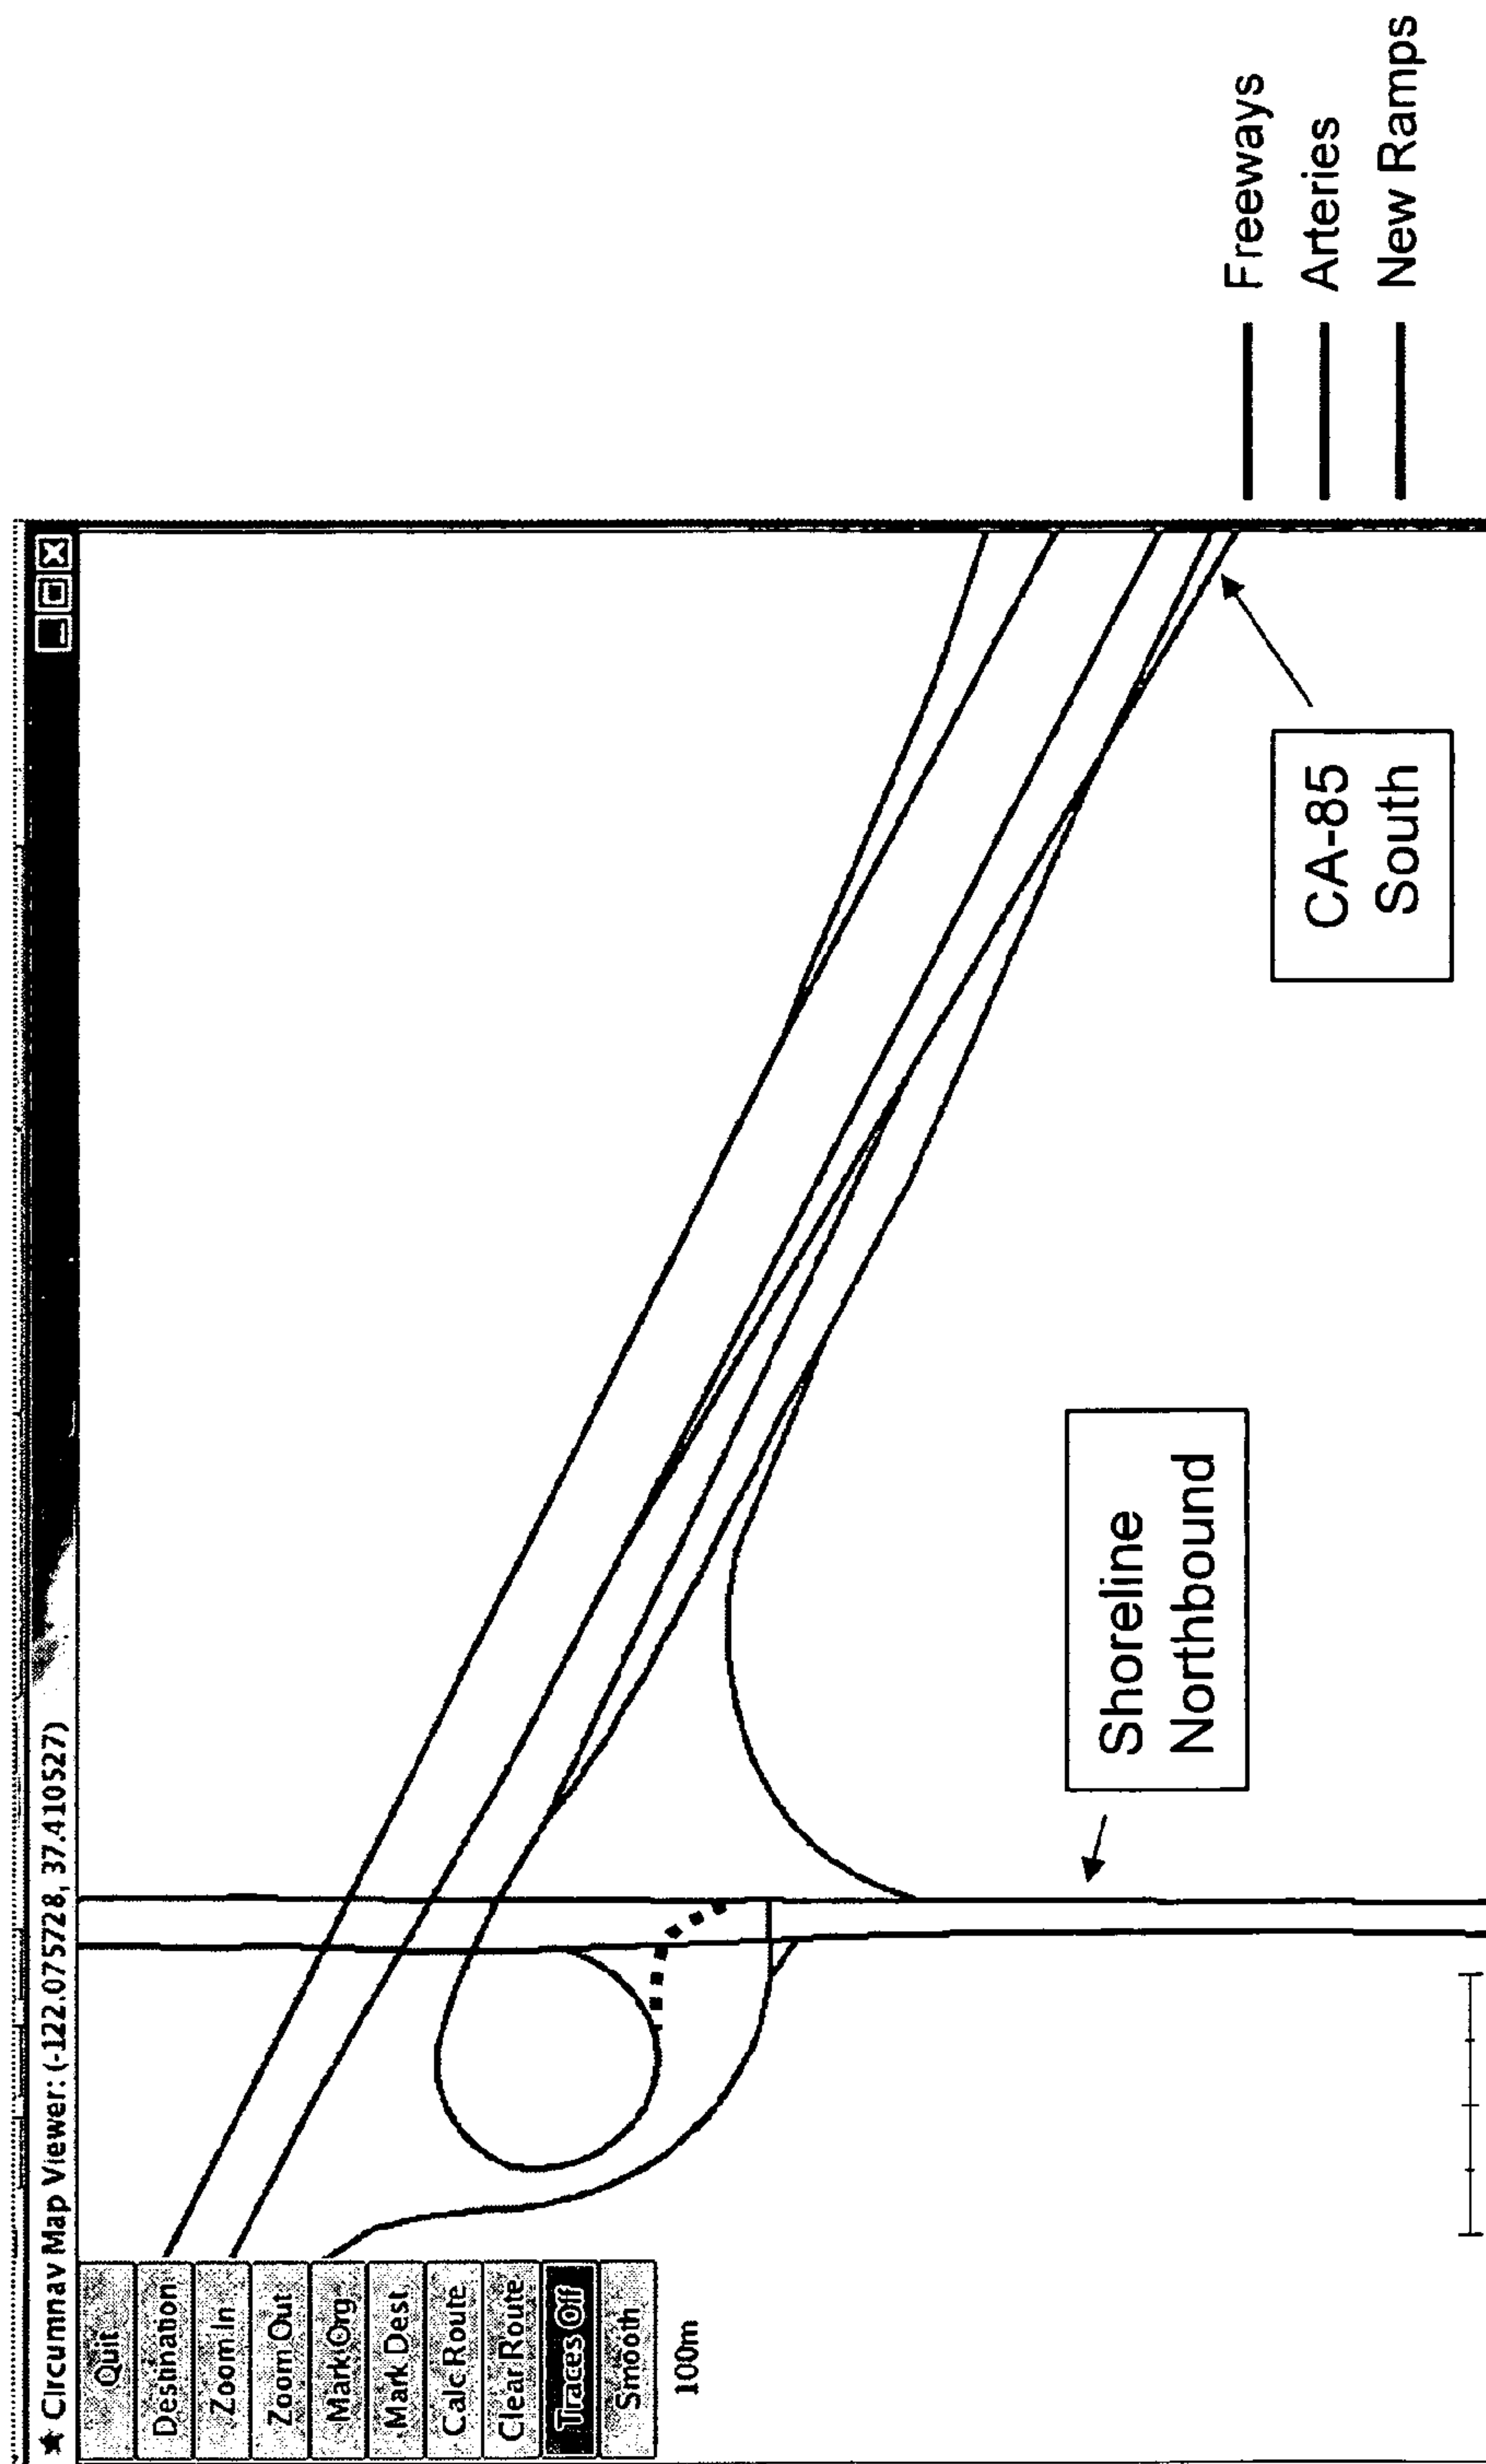 ★ Circumnav Map Viewer: (-122.075728, 37.410527)
Quit
Destination
Zoom In
Zoom Out
Mark Org
Mark Dest
Calc Route
Clear Route
Traces Off
Smooth
100m
Shoreline
Northbound
CA-85
South
Freeways
Arteries
New Ramps